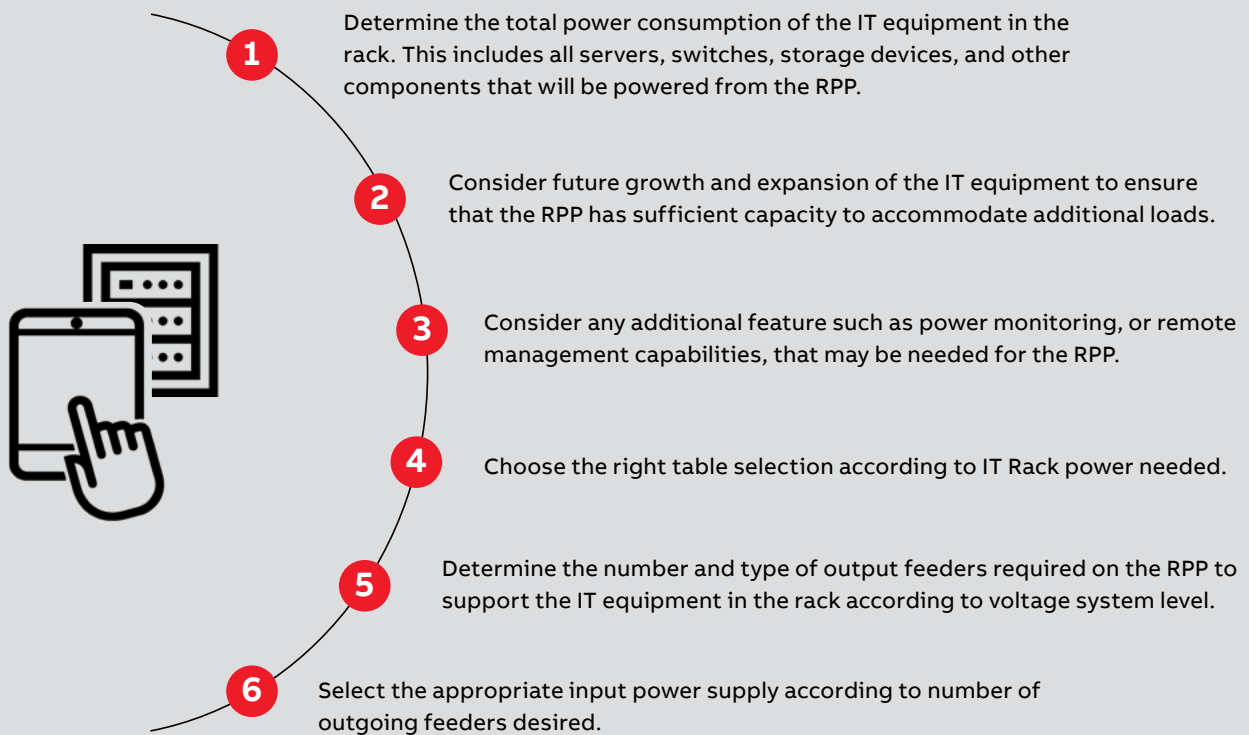 1
Determine the total power consumption of the IT equipment in the
rack. This includes all servers, switches, storage devices, and other
components that will be powered from the RPP.
2
Consider future growth and expansion of the IT equipment to ensure
that the RPP has sufficient capacity to accommodate additional loads.
3
Consider any additional feature such as power monitoring, or remote
management capabilities, that may be needed for the RPP.
4
Choose the right table selection according to IT Rack power needed.
5
Determine the number and type of output feeders required on the RPP to
support the IT equipment in the rack according to voltage system level.
6
Select the appropriate input power supply according to number of
outgoing feeders desired.